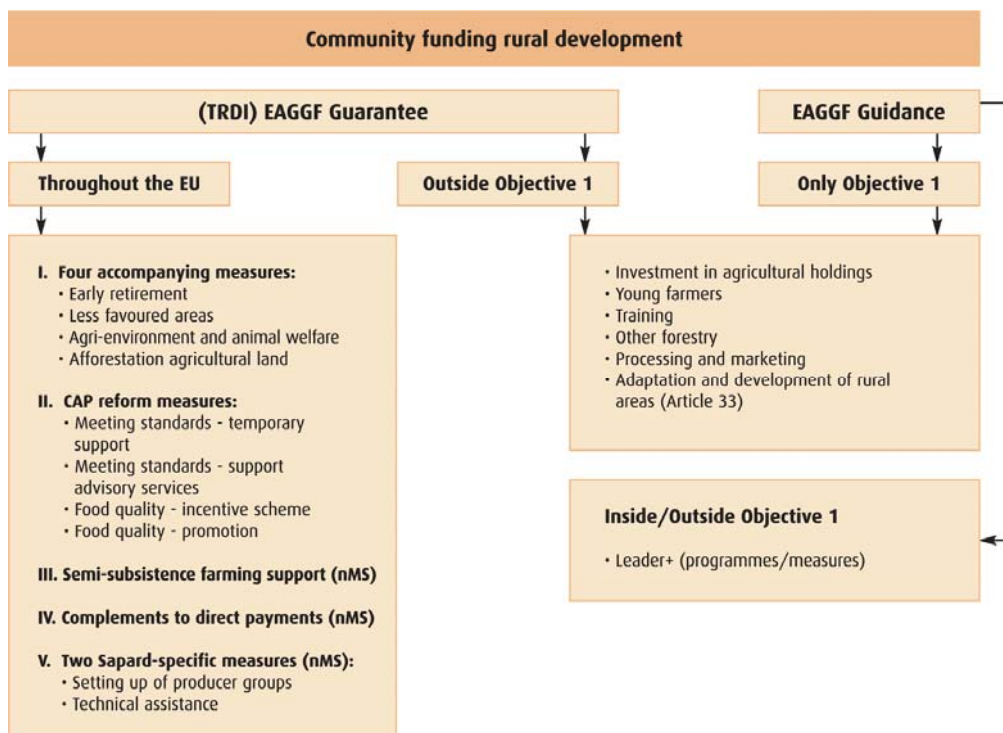 Community funding rural development
(TRDI) EAGGF Guarantee
EAGGF Guidance
Throughout the EU
Outside Objective 1
Only Objective 1
I. Four accompanying measures:
• Early retirement
• Less favoured areas
• Agri-environment and animal welfare
• Afforestation agricultural land
II. CAP reform measures:
• Meeting standards - temporary
support
• Meeting standards - support
advisory services
• Food quality - incentive scheme
• Food quality - promotion
III. Semi-subsistence farming support (nMS)
IV. Complements to direct payments (nMS)
V. Two Sapard-specific measures (nMS):
• Setting up of producer groups
• Technical assistance
• Investment in agricultural holdings
• Young farmers
• Training
• Other forestry
• Processing and marketing
• Adaptation and development of rural
areas (Article 33)
Inside/Outside Objective 1
• Leader+ (programmes/measures)